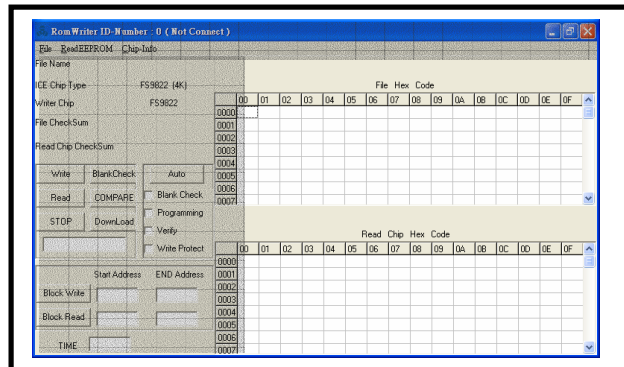 RomWriter ID-Number : 0 ( Not Connect )
File ReadEEPROM Chip-Info
File Name
ICE Chip Type FS9822 (4K)
Writer Chip FS9822
File CheckSum
Read Chip CheckSum
Write BlankCheck Auto
Read COMPARE Blank Check
STOP DownLoad Programming
Verify
Write Protect
Start Address END Address
Block Write
Block Read
TIME
File Hex Code
00 01 02 03 04 05 06 07 08 09 0A 0B 0C 0D 0E 0F
0000
0001
0002
0003
0004
0005
0006
0007
Read Chip Hex Code
00 01 02 03 04 05 06 07 08 09 0A 0B 0C 0D 0E 0F
0000
0001
0002
0003
0004
0005
0006
0007